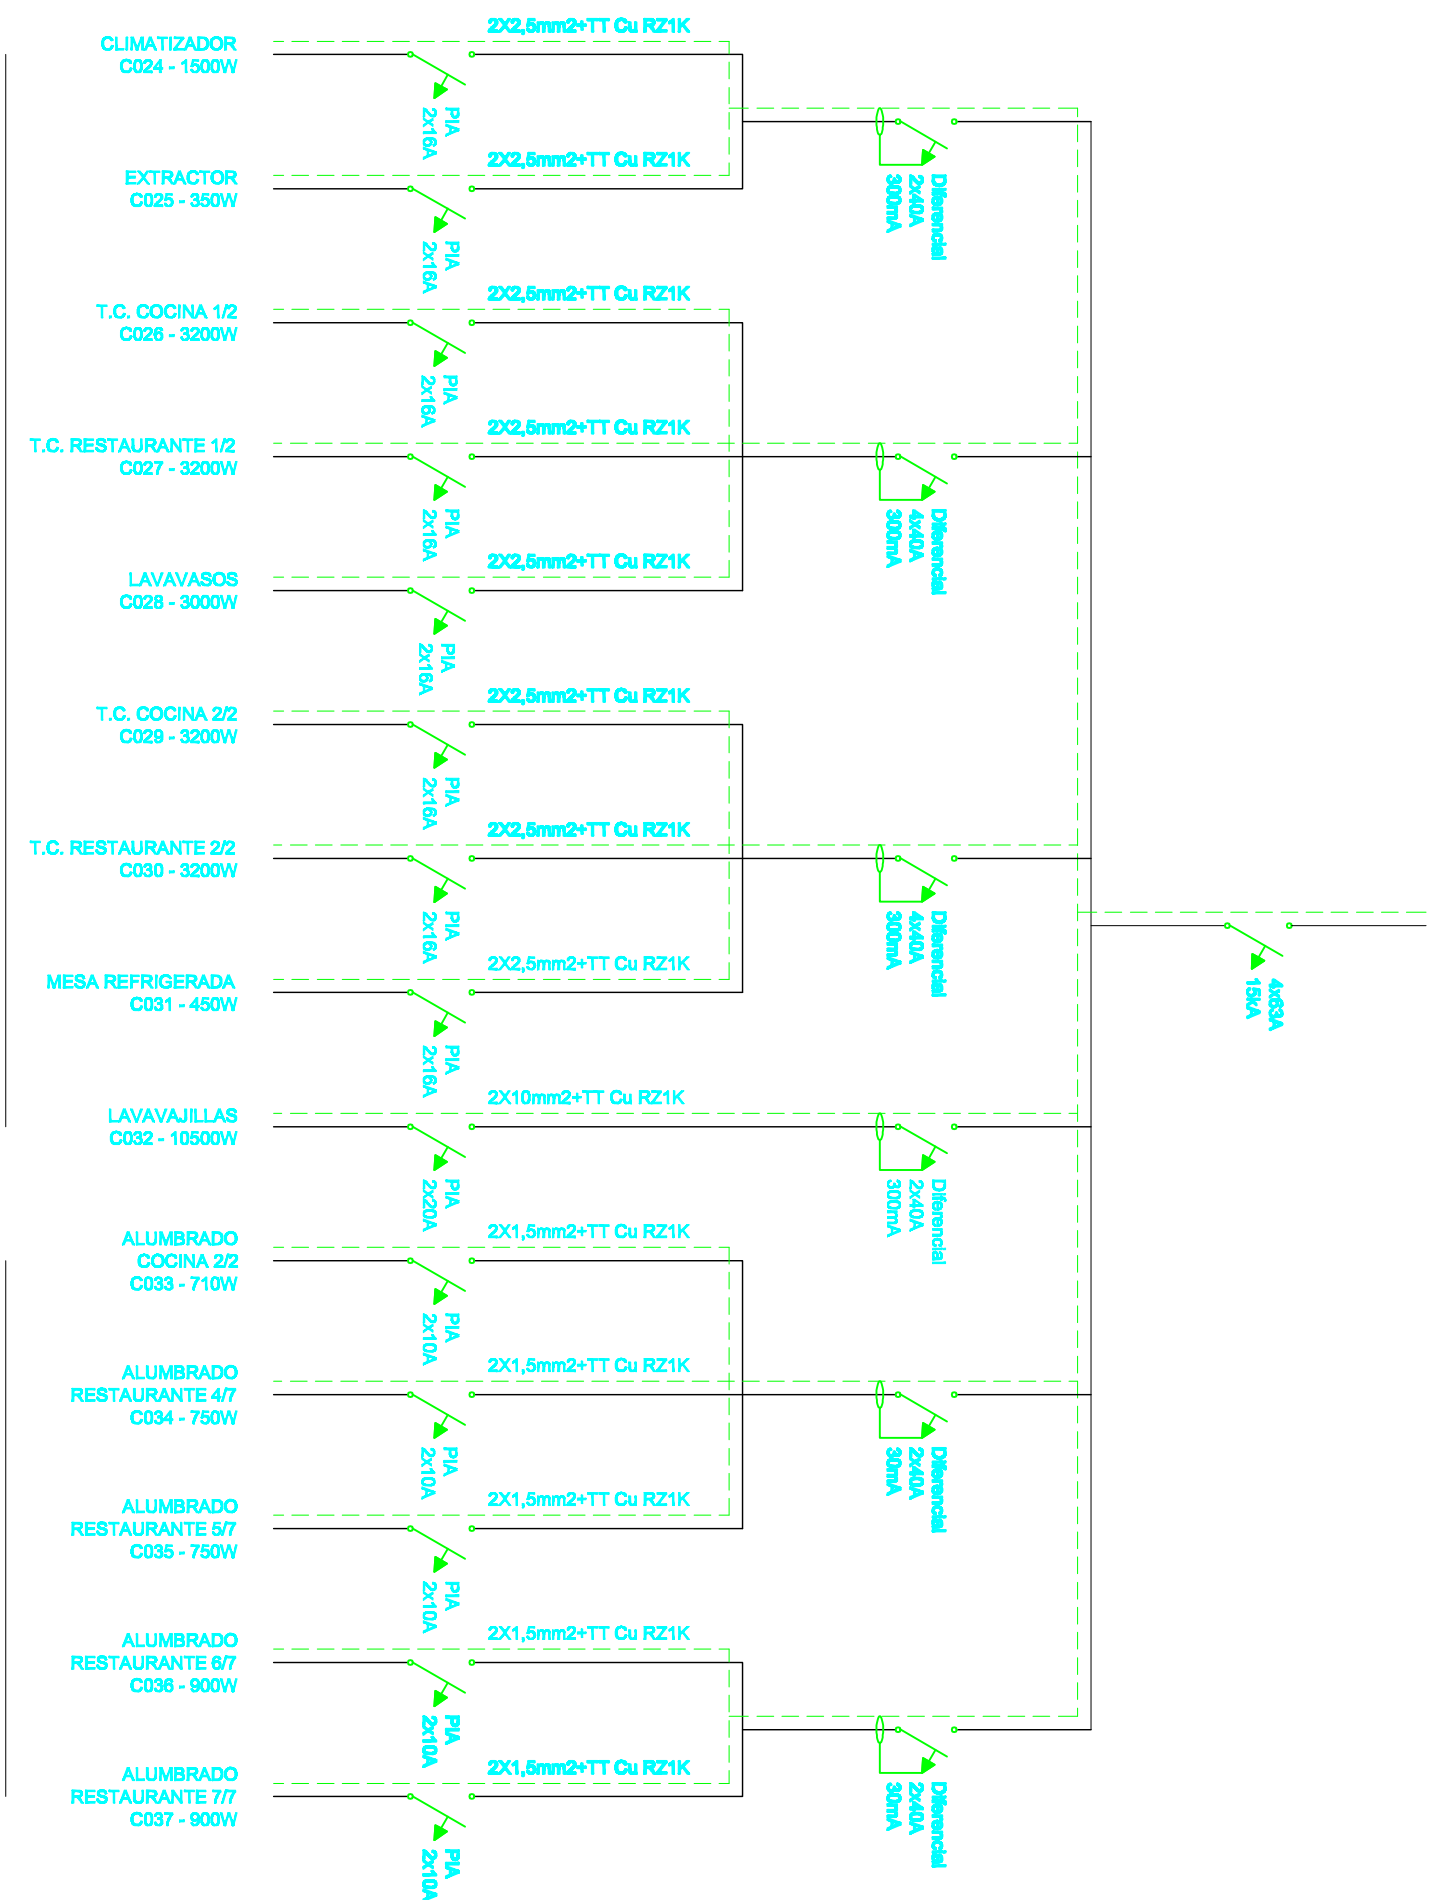 CLIMATIZADOR
C024 - 1500W
2X2,5mm2+TT Cu RZ1K
PIA
2x16A
Diferencial
2x40A
300mA
EXTRACTOR
C025 - 350W
2X2,5mm2+TT Cu RZ1K
PIA
2x16A
T.C. COCINA 1/2
C026 - 3200W
2X2,5mm2+TT Cu RZ1K
PIA
2x16A
T.C. RESTAURANTE 1/2
C027 - 3200W
2X2,5mm2+TT Cu RZ1K
PIA
2x16A
Diferencial
4x40A
300mA
LAVAVASOS
C028 - 3000W
2X2,5mm2+TT Cu RZ1K
PIA
2x16A
T.C. COCINA 2/2
C029 - 3200W
2X2,5mm2+TT Cu RZ1K
PIA
2x16A
T.C. RESTAURANTE 2/2
C030 - 3200W
2X2,5mm2+TT Cu RZ1K
PIA
2x16A
Diferencial
4x40A
300mA
4x63A
15kA
MESA REFRIGERADA
C031 - 450W
2X2,5mm2+TT Cu RZ1K
PIA
2x16A
LAVAVAJILLAS
C032 - 10500W
2X10mm2+TT Cu RZ1K
PIA
2x20A
Diferencial
2x40A
300mA
ALUMBRADO
COCINA 2/2
C033 - 710W
2X1,5mm2+TT Cu RZ1K
PIA
2x10A
ALUMBRADO
RESTAURANTE 4/7
C034 - 750W
2X1,5mm2+TT Cu RZ1K
PIA
2x10A
Diferencial
2x40A
30mA
ALUMBRADO
RESTAURANTE 5/7
C035 - 750W
2X1,5mm2+TT Cu RZ1K
PIA
2x10A
ALUMBRADO
RESTAURANTE 6/7
C036 - 900W
2X1,5mm2+TT Cu RZ1K
PIA
2x10A
Diferencial
2x40A
30mA
ALUMBRADO
RESTAURANTE 7/7
C037 - 900W
2X1,5mm2+TT Cu RZ1K
PIA
2x10A